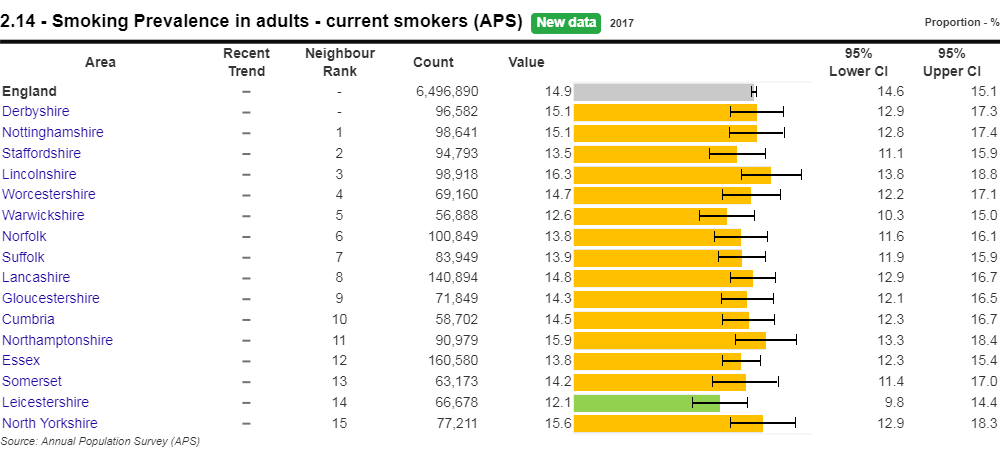 2.14 - Smoking Prevalence in adults - current smokers (APS) New data 2017 Proportion - %
Area Recent Trend Neighbour Rank Count Value 95% Lower CI 95% Upper CI
England – - 6,496,890 14.9 14.6 15.1
Derbyshire – - 96,582 15.1 12.9 17.3
Nottinghamshire – 1 98,641 15.1 12.8 17.4
Staffordshire – 2 94,793 13.5 11.1 15.9
Lincolnshire – 3 98,918 16.3 13.8 18.8
Worcestershire – 4 69,160 14.7 12.2 17.1
Warwickshire – 5 56,888 12.6 10.3 15.0
Norfolk – 6 100,849 13.8 11.6 16.1
Suffolk – 7 83,949 13.9 11.9 15.9
Lancashire – 8 140,894 14.8 12.9 16.7
Gloucestershire – 9 71,849 14.3 12.1 16.5
Cumbria – 10 58,702 14.5 12.3 16.7
Northamptonshire – 11 90,979 15.9 13.3 18.4
Essex – 12 160,580 13.8 12.3 15.4
Somerset – 13 63,173 14.2 11.4 17.0
Leicestershire – 14 66,678 12.1 9.8 14.4
North Yorkshire – 15 77,211 15.6 12.9 18.3
Source: Annual Population Survey (APS)